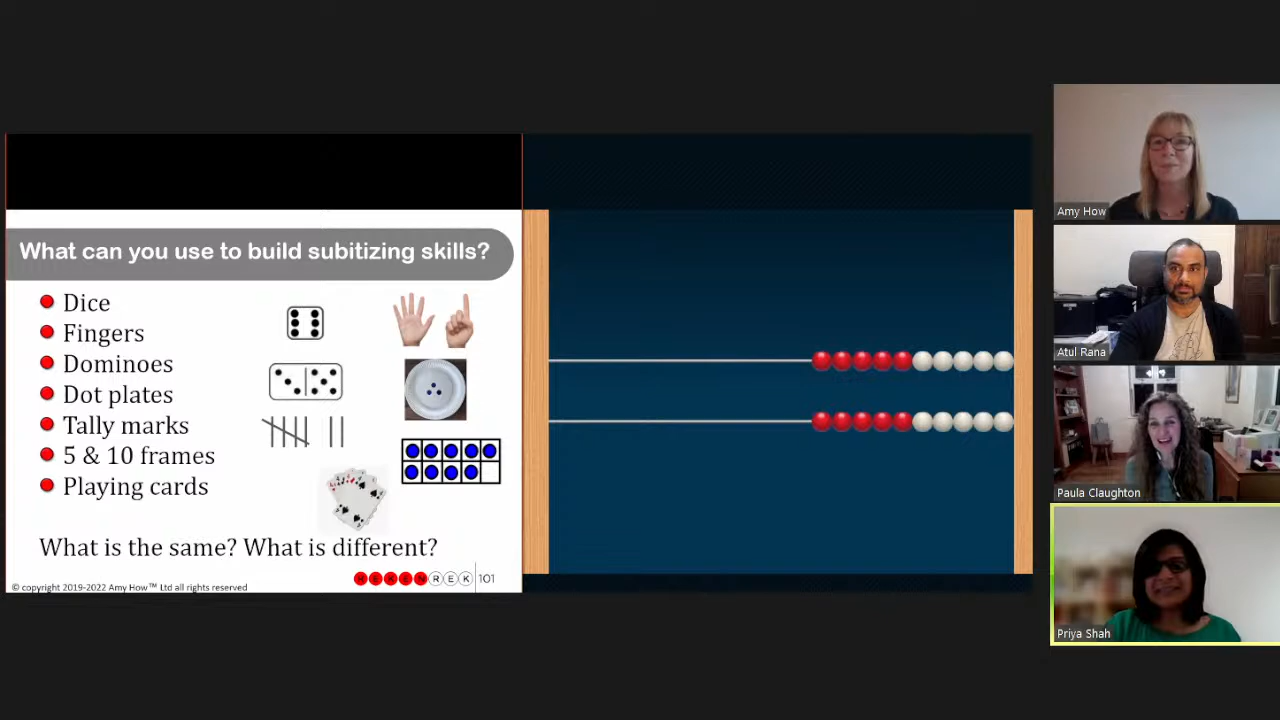 What can you use to build subitizing skills?
Dice
Fingers
Dominoes
Dot plates
Tally marks
5 & 10 frames
Playing cards
What is the same? What is different?
© copyright 2019-2022 Amy How™ Ltd all rights reserved
REKENREK 101
Amy How
Atul Rana
Paula Claughton
Priya Shah